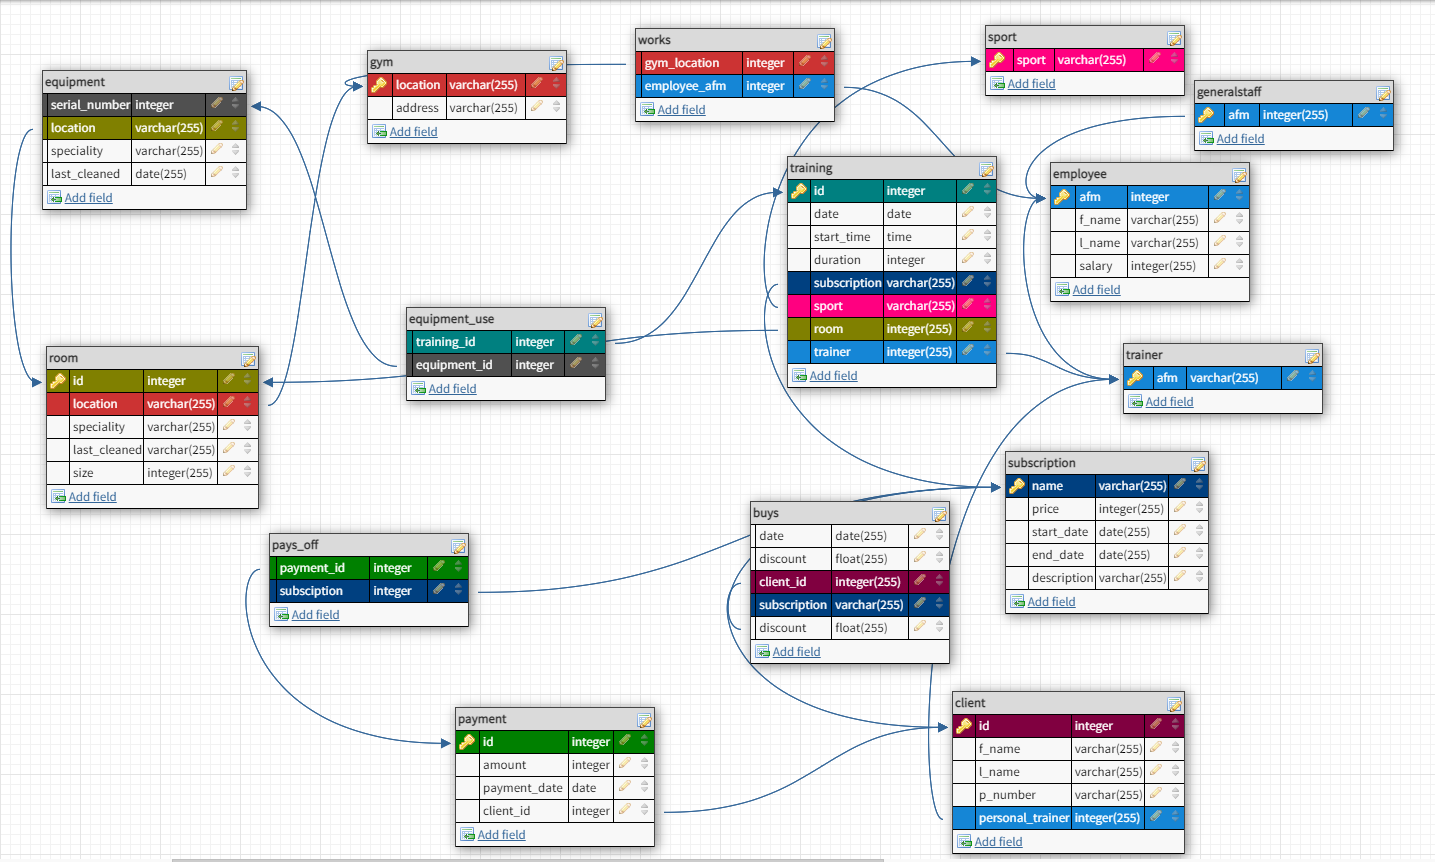 equipment
serial_number integer
location varchar(255)
speciality varchar(255)
last_cleaned date(255)
Add field
gym
location varchar(255)
address varchar(255)
Add field
works
gym_location integer
employee_afm integer
Add field
sport
sport varchar(255)
Add field
generalstaff
afm integer(255)
Add field
training
id integer
date date
start_time time
duration integer
subscription varchar(255)
sport varchar(255)
room integer(255)
trainer integer(255)
Add field
employee
afm integer
f_name varchar(255)
l_name varchar(255)
salary integer(255)
Add field
equipment_use
training_id integer
equipment_id integer
Add field
room
id integer
location varchar(255)
speciality varchar(255)
last_cleaned varchar(255)
size integer(255)
Add field
trainer
afm varchar(255)
Add field
subscription
name varchar(255)
price integer(255)
start_date date(255)
end_date date(255)
description varchar(255)
Add field
buys
date date(255)
discount float(255)
client_id integer(255)
subscription varchar(255)
discount float(255)
Add field
pays_off
payment_id integer
subsciption integer
Add field
payment
id integer
amount integer
payment_date date
client_id integer
Add field
client
id integer
f_name varchar(255)
l_name varchar(255)
p_number varchar(255)
personal_trainer integer(255)
Add field